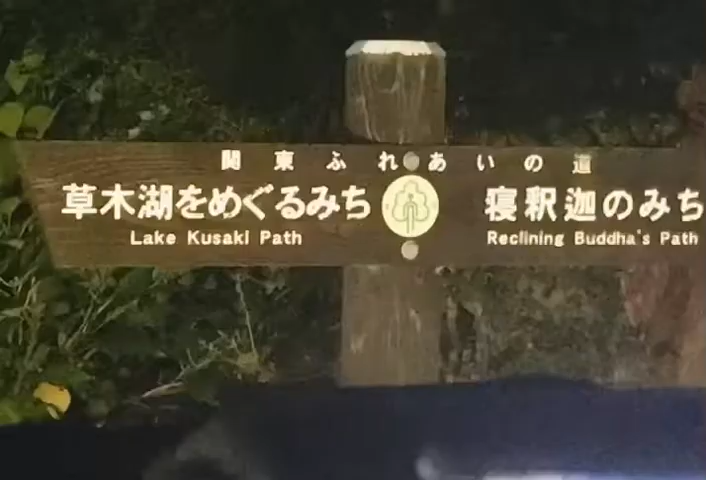 関東ふれあいの道
草木湖をめぐるみち
Lake Kusaki Path
寝釈迦のみち
Reclining Buddha's Path